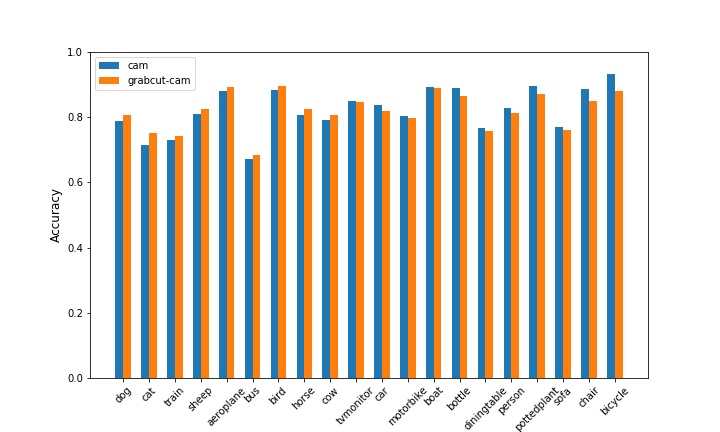 cam
grabcut-cam
Accuracy
1.0
0.8
0.6
0.4
0.2
0.0
dog
cat
train
sheep
aeroplane
bus
bird
horse
cow
tvmonitor
car
motorbike
boat
bottle
diningtable
person
pottedplant
sofa
chair
bicycle